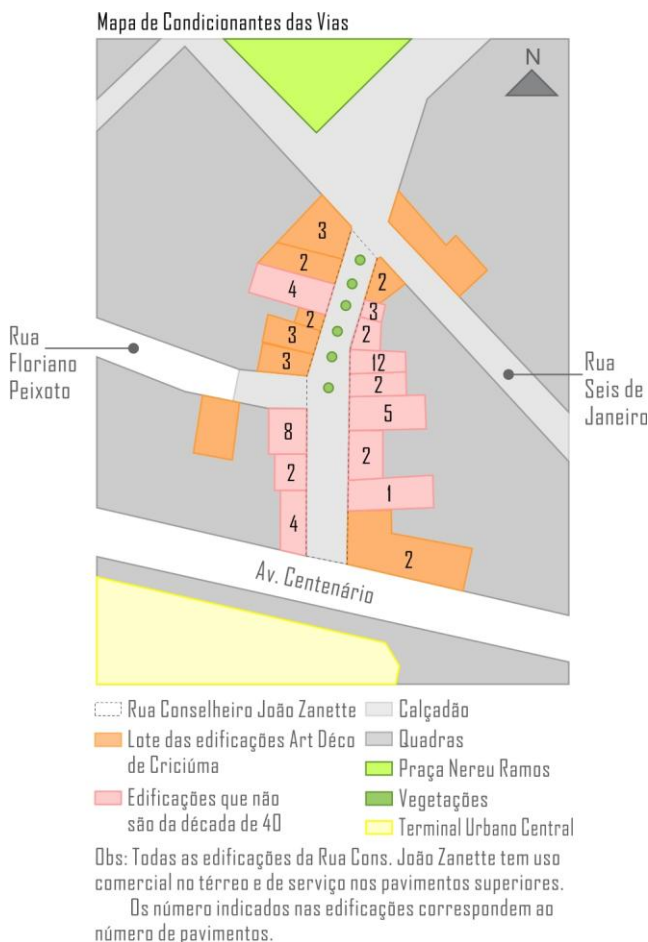 Mapa de Condicionantes das Vias
N
3
2
4
2
3
3
2
3
2
12
2
5
2
1
2
8
2
4
Rua
Floriano
Peixoto
Rua
Seis de
Janeiro
Av. Centenário
Rua Conselheiro João Zanette
Lote das edificações Art Déco
de Criciúma
Edificações que não
são da década de 40
Calçadão
Quadras
Praça Nereu Ramos
Vegetações
Terminal Urbano Central
Obs: Todas as edificações da Rua Cons. João Zanette tem uso
comercial no térreo e de serviço nos pavimentos superiores.
Os número indicados nas edificações correspondem ao
número de pavimentos.